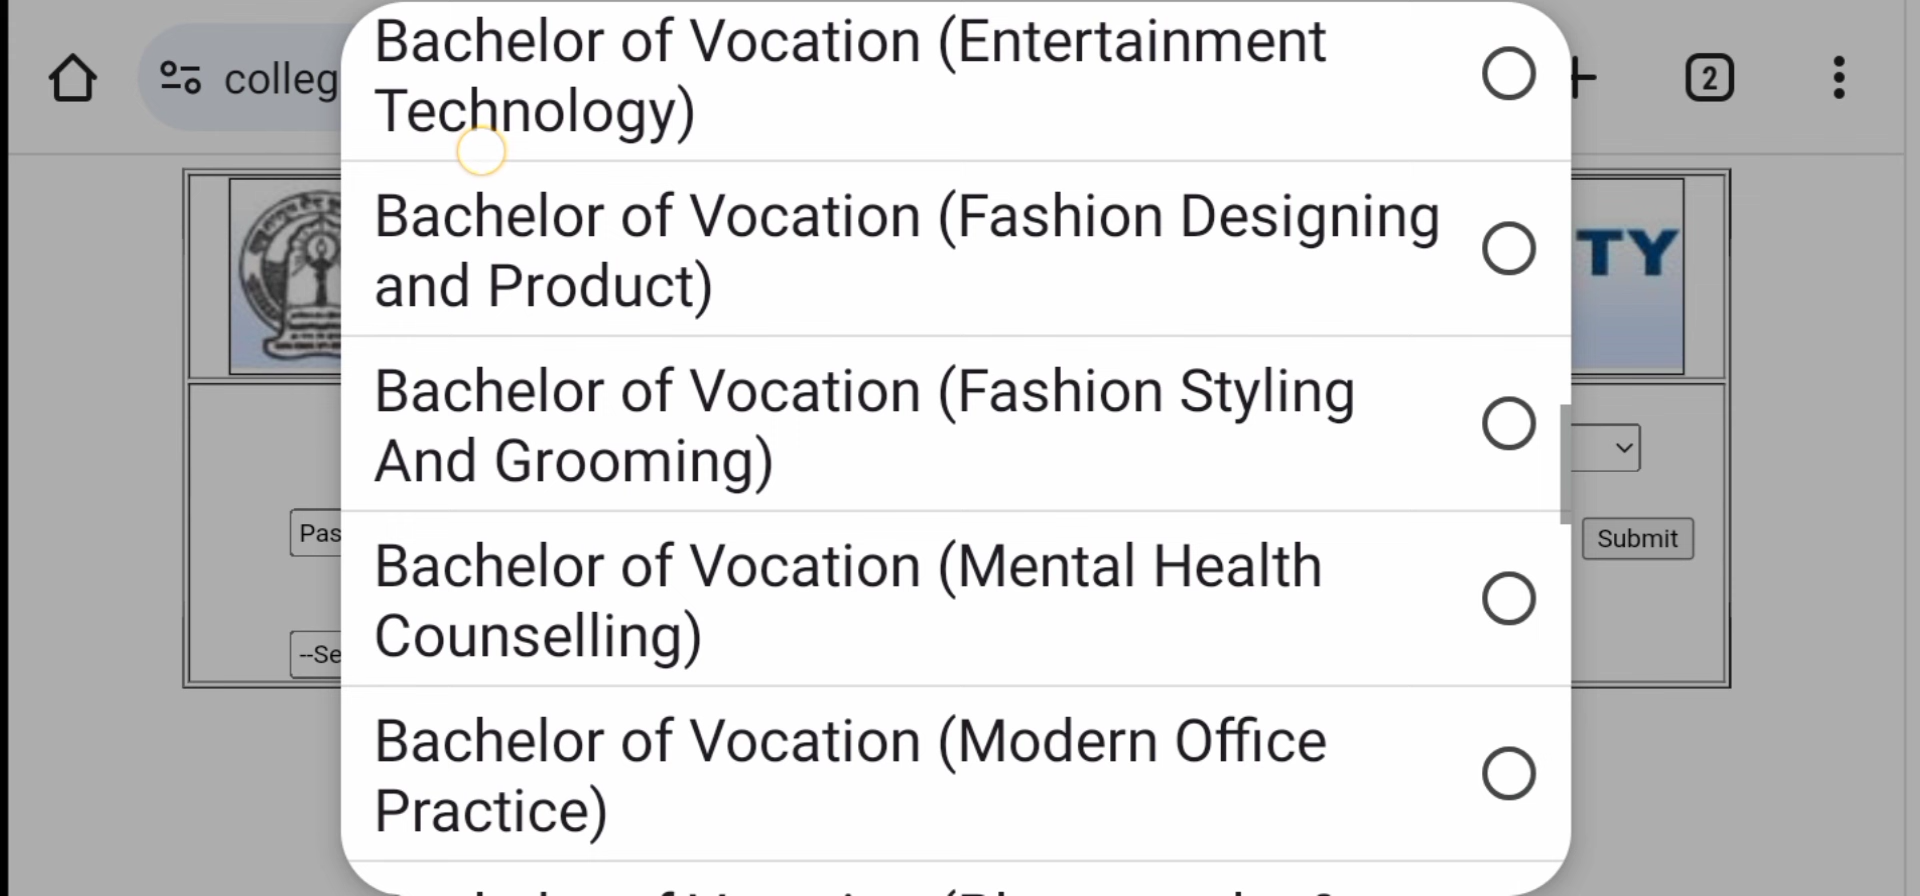 Bachelor of Vocation (Entertainment
Technology)
colleg
2
Bachelor of Vocation (Fashion Designing
and Product)
TY
Bachelor of Vocation (Fashion Styling
And Grooming)
Pas
Submit
Bachelor of Vocation (Mental Health
Counselling)
--Se
Bachelor of Vocation (Modern Office
Practice)